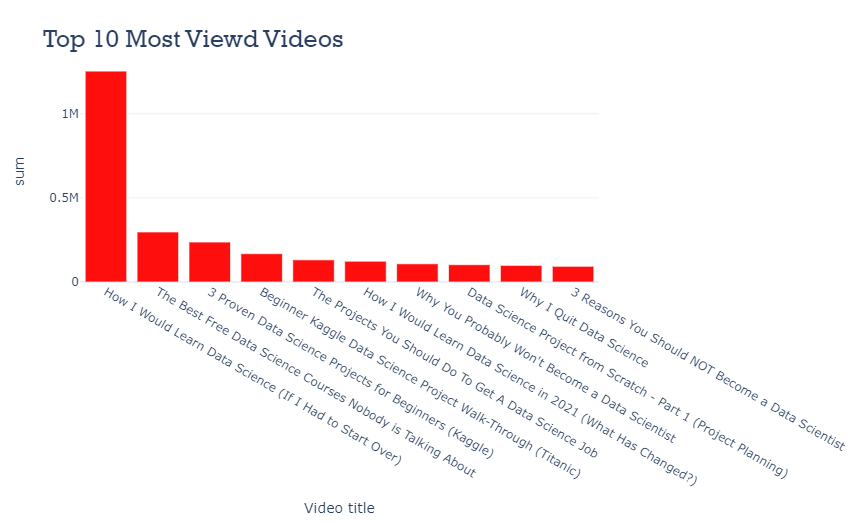 Top 10 Most Viewd Videos
sum
1M
0.5M
0
How I Would Learn Data Science (If I Had to Start Over)
The Best Free Data Science Courses Nobody is Talking About
3 Proven Data Science Projects for Beginners (Kaggle)
Beginner Kaggle Data Science Project Walk-Through (Titanic)
The Projects You Should Do To Get A Data Science Job
How I Would Learn Data Science in 2021 (What Has Changed?)
Why You Probably Won't Become a Data Scientist
Data Science Project from Scratch - Part 1 (Project Planning)
Why I Quit Data Science
3 Reasons You Should NOT Become a Data Scientist
Video title